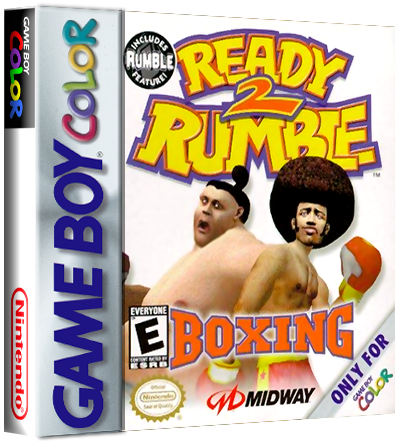 GAME BOY
COLOR
Nintendo
GAME BOY COLOR
INCLUDES
RUMBLE
FEATURE!
READY
2
RUMBLE
TM
EVERYONE
E
CONTENT RATED BY
ESRB
BOXING
Official
Nintendo
Seal of Quality
MIDWAY
ONLY FOR
GAME BOY
COLOR